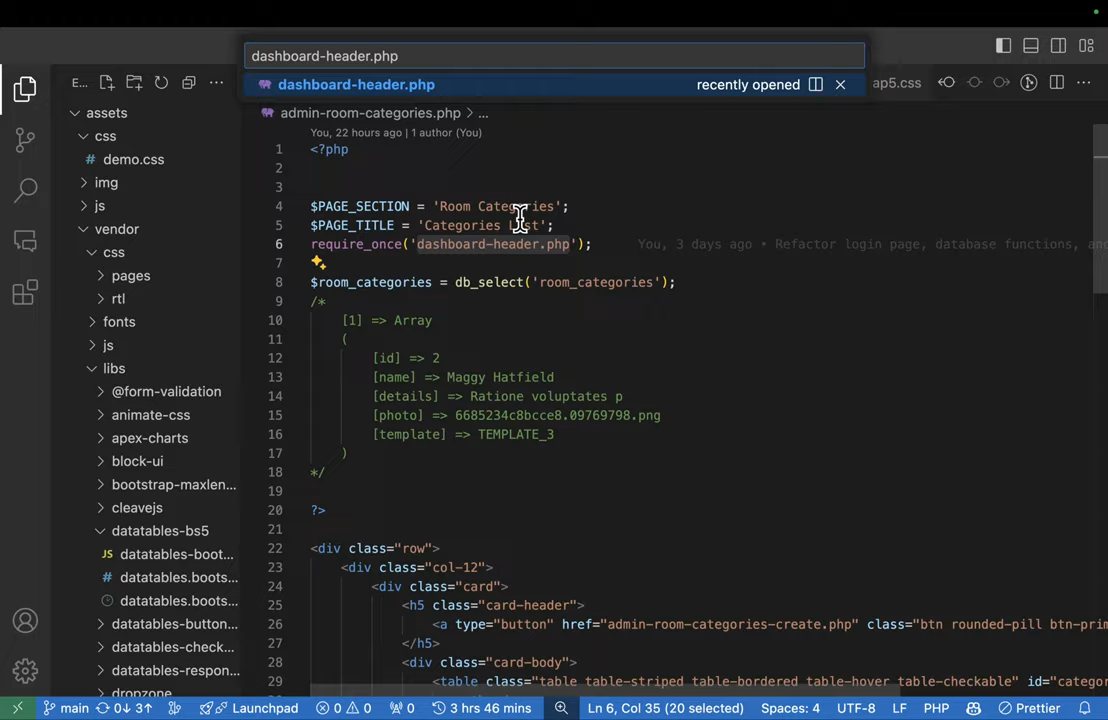 dashboard-header.php
dashboard-header.php recently opened
E... ap5.css
admin-room-categories.php > ...
You, 22 hours ago | 1 author (You)
assets
css
demo.css
img
js
vendor
css
pages
rtl
fonts
js
libs
@form-validation
animate-css
apex-charts
block-ui
bootstrap-maxlen...
cleavejs
datatables-bs5
JS datatables-boot...
# datatables.boots...
datatables.boots...
datatables-button...
datatables-check...
datatables-respon...
dropzone
1 <?php
2
3
4 $PAGE_SECTION = 'Room Categories';
5 $PAGE_TITLE = 'Categories List';
6 require_once('dashboard-header.php'); You, 3 days ago • Refactor login page, database functions, and
7
8 $room_categories = db_select('room_categories');
9 /*
10 [1] => Array
11 (
12 [id] => 2
13 [name] => Maggy Hatfield
14 [details] => Ratione voluptates p
15 [photo] => 6685234c8bcce8.09769798.png
16 [template] => TEMPLATE_3
17 )
18 */
19
20 ?>
21
22 <div class="row">
23 <div class="col-12">
24 <div class="card">
25 <h5 class="card-header">
26 <a type="button" href="admin-room-categories-create.php" class="btn rounded-pill btn-prim
27 </h5>
28 <div class="card-body">
29 <table class="table table-striped table-bordered table-hover table-checkable" id="categor
main 0↓ 3↑ Launchpad 0 0 0 3 hrs 46 mins Ln 6, Col 35 (20 selected) Spaces: 4 UTF-8 LF PHP Prettier